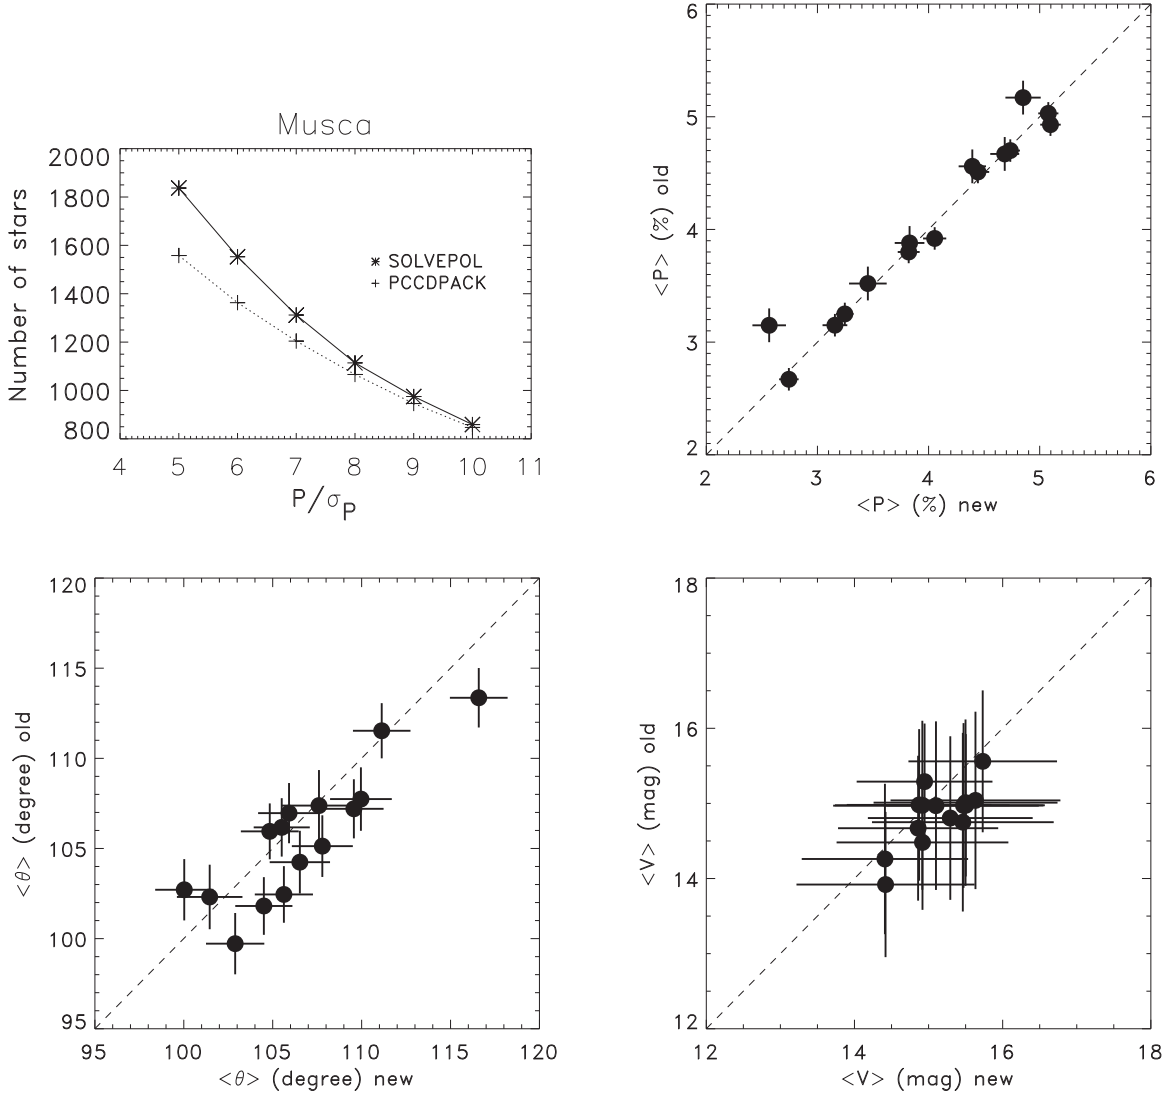 Musca
Number of stars
2000
1800
1600
1400
1200
1000
800
SOLVEPOL
PCCDPACK
4 5 6 7 8 9 10 11
P/σP
<P> (%) old
6
5
4
3
2
2 3 4 5 6
<P> (%) new
<θ> (degree) old
120
115
110
105
100
95
95 100 105 110 115 120
<θ> (degree) new
<V> (mag) old
18
16
14
12
12 14 16 18
<V> (mag) new